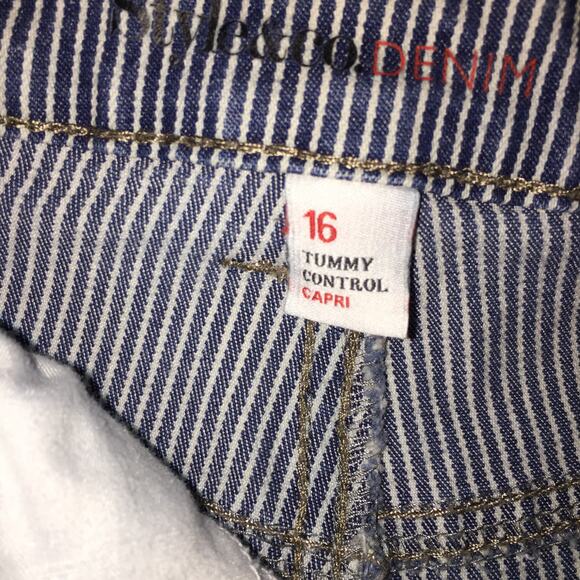 Style&co.DENIM
16
TUMMY
CONTROL
CAPRI